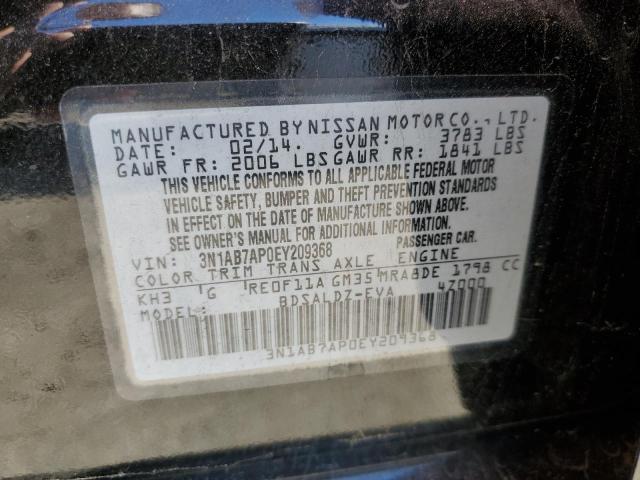 MANUFACTURED BY NISSAN MOTOR CO., LTD.
DATE: 02/14. GVWR: 3783 LBS
GAWR FR: 2006 LBS GAWR RR: 1841 LBS
THIS VEHICLE CONFORMS TO ALL APPLICABLE FEDERAL MOTOR
VEHICLE SAFETY, BUMPER AND THEFT PREVENTION STANDARDS
IN EFFECT ON THE DATE OF MANUFACTURE SHOWN ABOVE.
SEE OWNER'S MANUAL FOR ADDITIONAL INFORMATION.
VIN: 3N1AB7AP0EY209368 PASSENGER CAR.
COLOR TRIM TRANS AXLE ENGINE
KH3 G RE0F11A GM35 MRA8DE 1798 CC
MODEL: BDSALDZ-EVA 4Z000
3N1AB7AP0EY209368